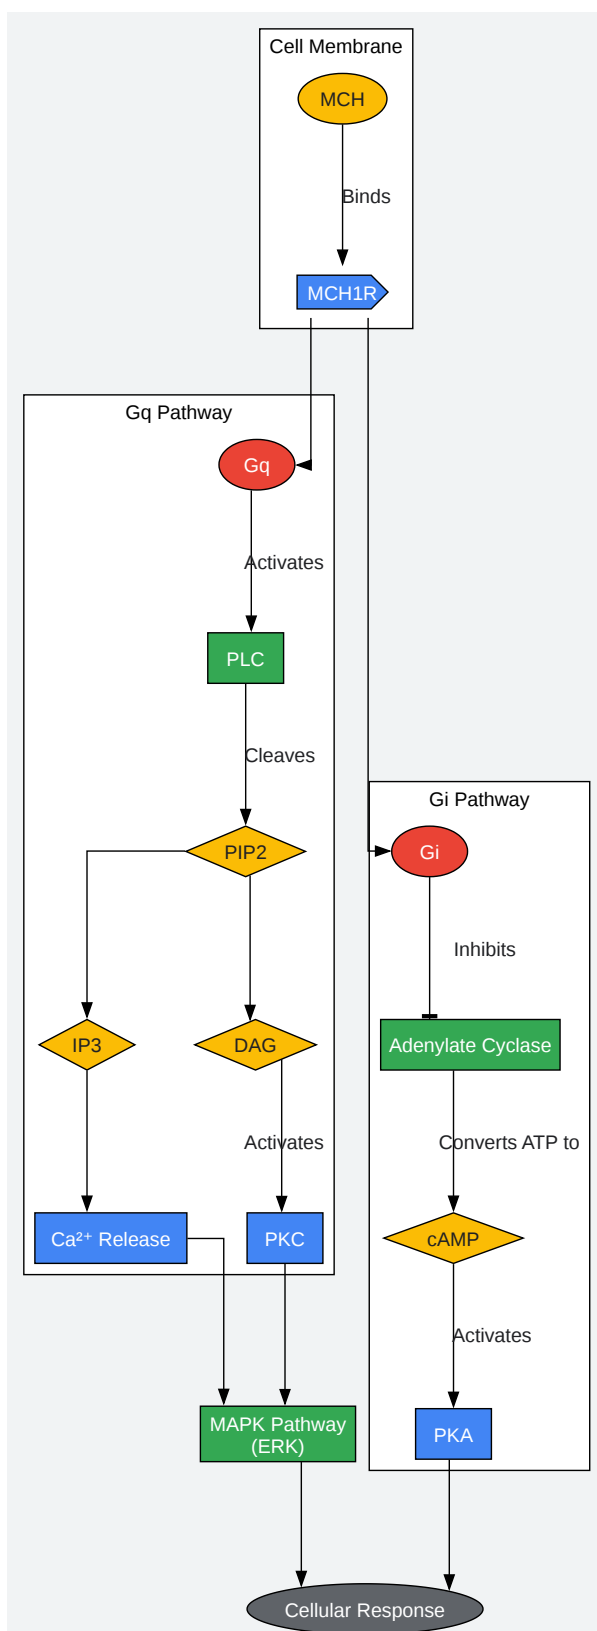 Cell Membrane
MCH
Binds
MCH1R
Gq Pathway
Gq
Activates
PLC
Cleaves
PIP2
IP3
DAG
Activates
Ca²⁺ Release
PKC
Gi Pathway
Gi
Inhibits
Adenylate Cyclase
Converts ATP to
cAMP
Activates
PKA
MAPK Pathway
(ERK)
Cellular Response